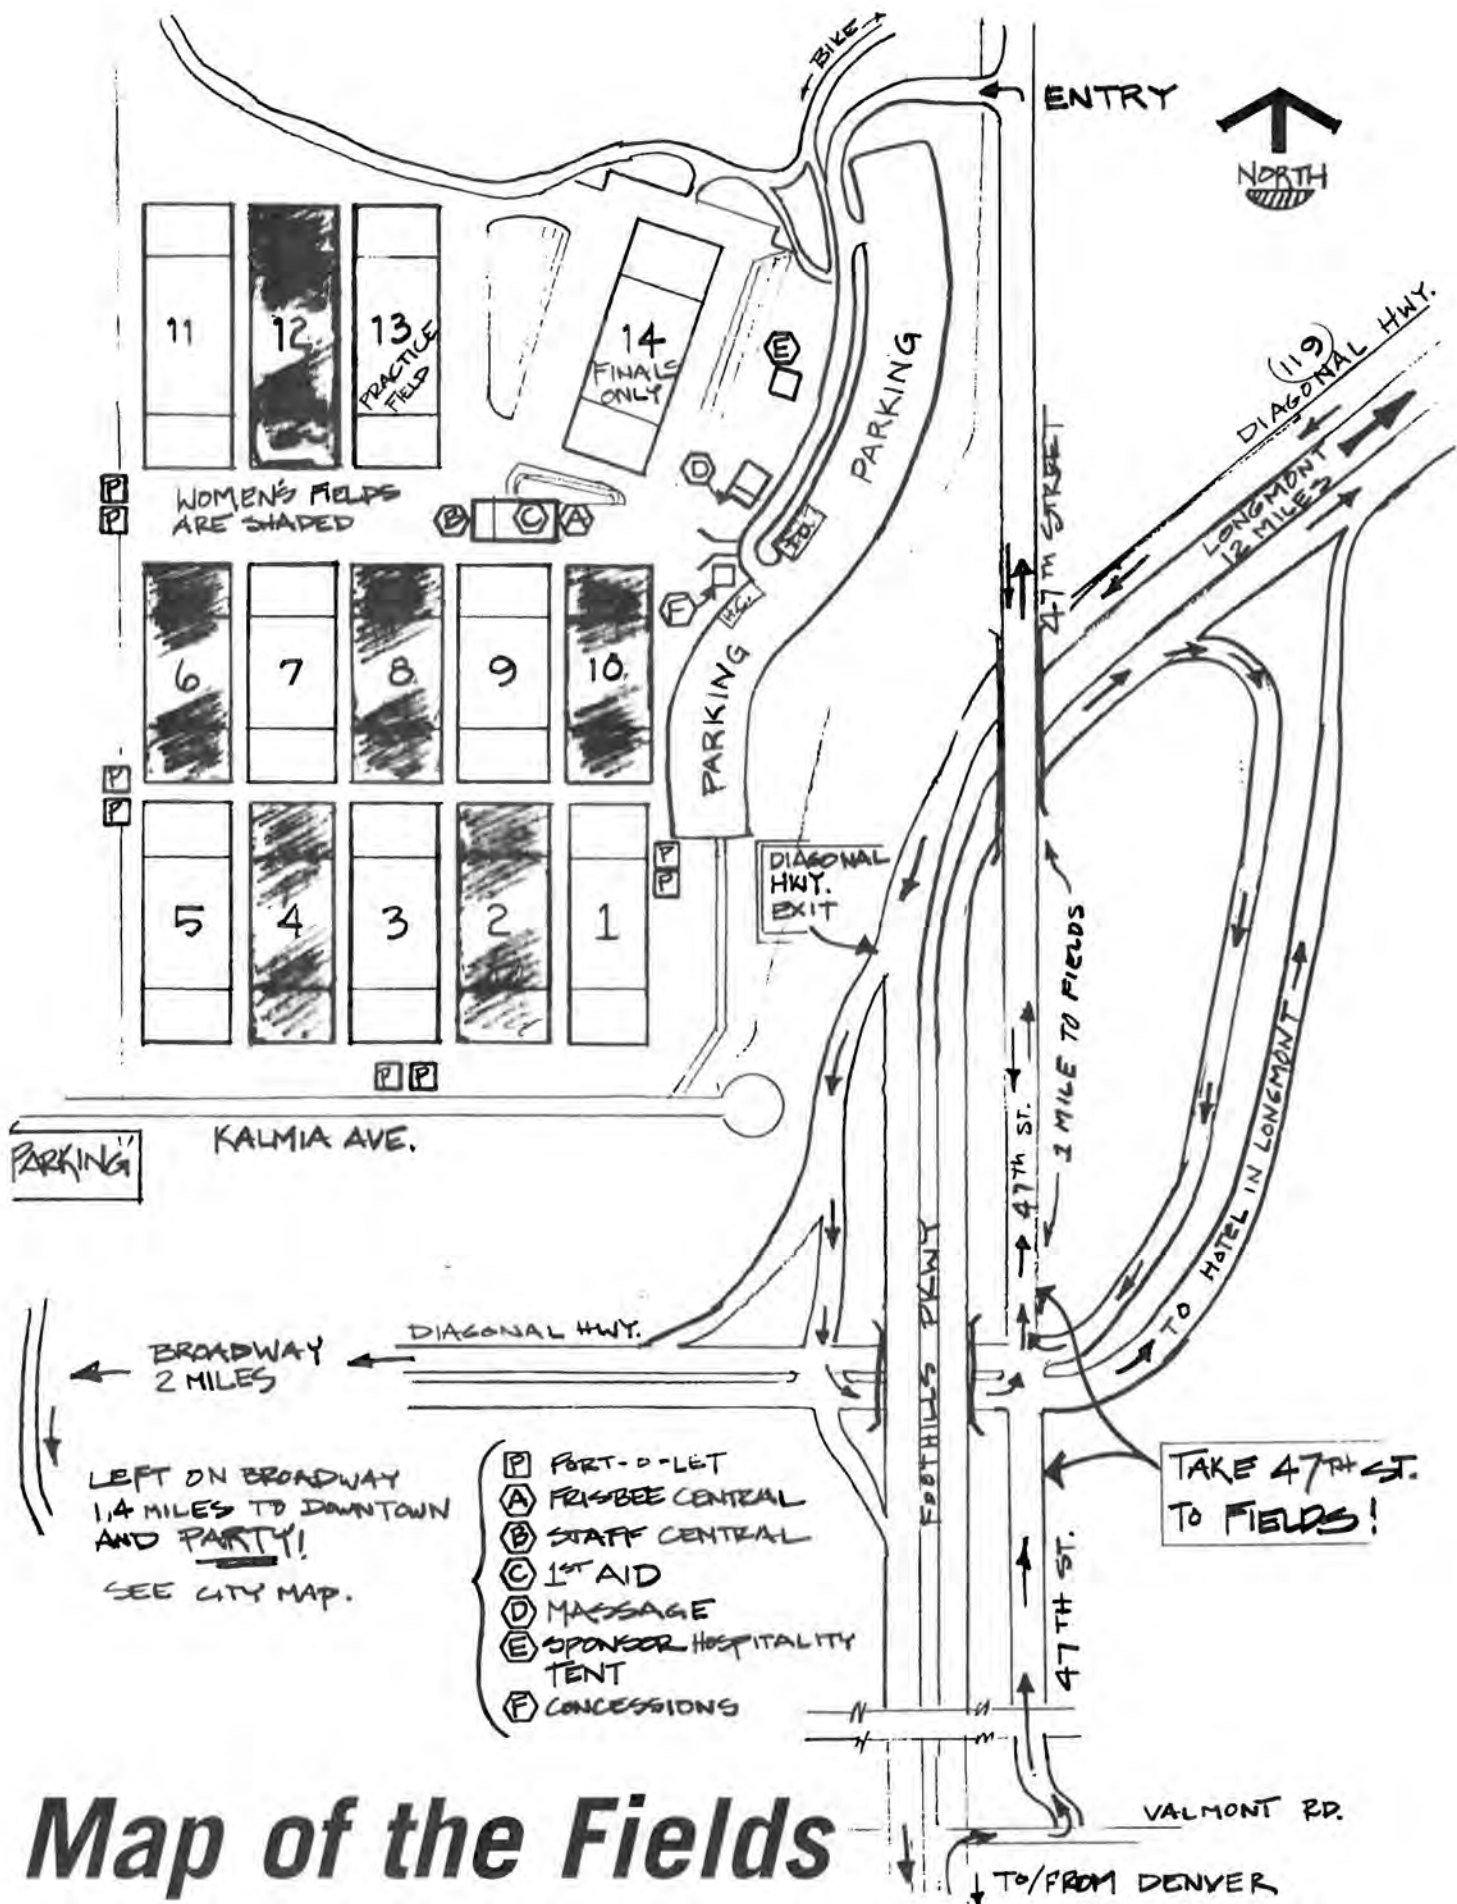 ← BIKE →
ENTRY
NORTH
11
12
13
PRACTICE
FIELD
14
FINALS
ONLY
E
PARKING
(119)
DIAGONAL HWY.
LONGMONT
12 MILES
47TH STREET
P
P
WOMEN'S FIELDS
ARE SHADED
B
C
A
D
F
H.C.
PARKING
6
7
8
9
10
P
P
5
4
3
2
1
P
P
DIAGONAL
HWY.
EXIT
1 MILE TO FIELDS
47TH ST.
TO HOTEL IN LONGMONT
P P
KALMIA AVE.
PARKING
FOOTHILLS PKWY
DIAGONAL HWY.
BROADWAY
2 MILES
LEFT ON BROADWAY
1.4 MILES TO DOWNTOWN
AND PARTY!
SEE CITY MAP.
P PORT-O-LET
A FRISBEE CENTRAL
B STAFF CENTRAL
C 1ST AID
D MASSAGE
E SPONSOR HOSPITALITY
TENT
F CONCESSIONS
TAKE 47TH ST.
TO FIELDS!
47TH ST.
VALMONT RD.
TO/FROM DENVER
Map of the Fields